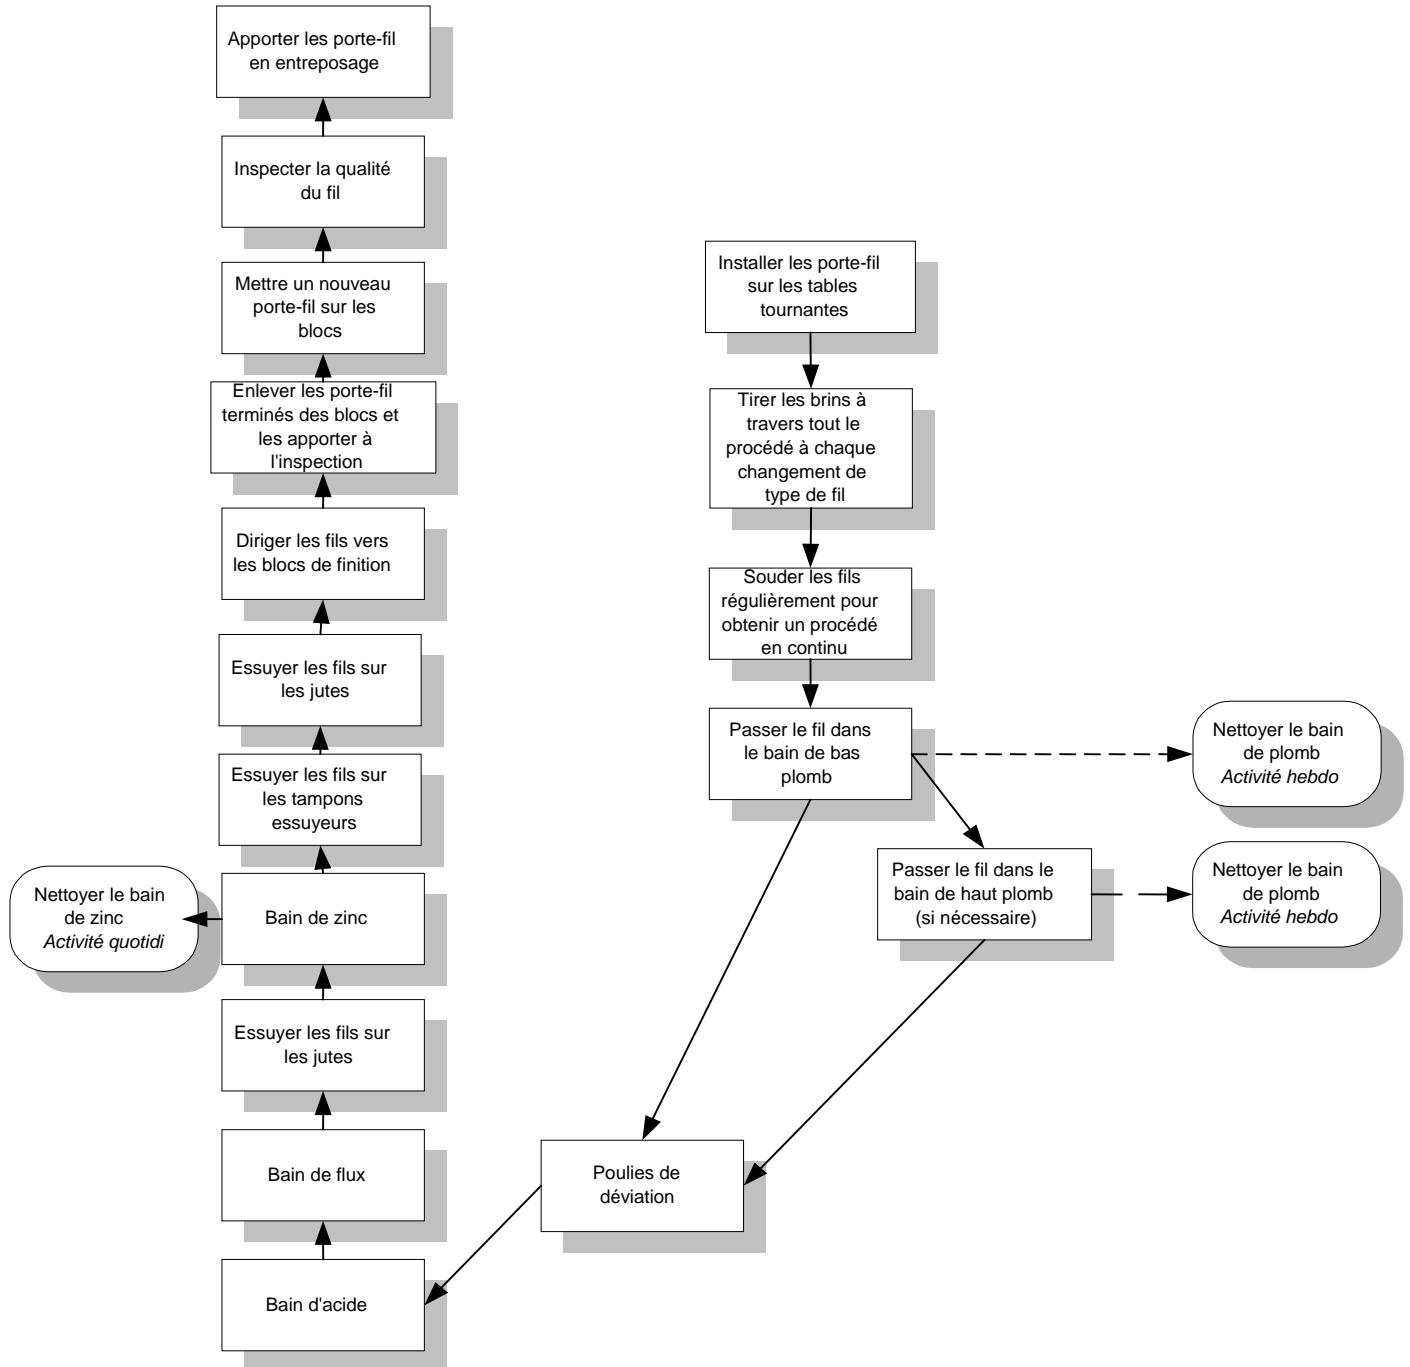 Apporter les porte-fil
en entreposage
Inspecter la qualité
du fil
Mettre un nouveau
porte-fil sur les
blocs
Enlever les porte-fil
terminés des blocs et
les apporter à
l'inspection
Diriger les fils vers
les blocs de finition
Essuyer les fils sur
les jutes
Essuyer les fils sur
les tampons
essuyeurs
Nettoyer le bain
de zinc
Activité quotidi
Bain de zinc
Essuyer les fils sur
les jutes
Bain de flux
Bain d'acide
Installer les porte-fil
sur les tables
tournantes
Tirer les brins à
travers tout le
procédé à chaque
changement de
type de fil
Souder les fils
régulièrement pour
obtenir un procédé
en continu
Passer le fil dans
le bain de bas
plomb
Nettoyer le bain
de plomb
Activité hebdo
Passer le fil dans le
bain de haut plomb
(si nécessaire)
Nettoyer le bain
de plomb
Activité hebdo
Poulies de
déviation